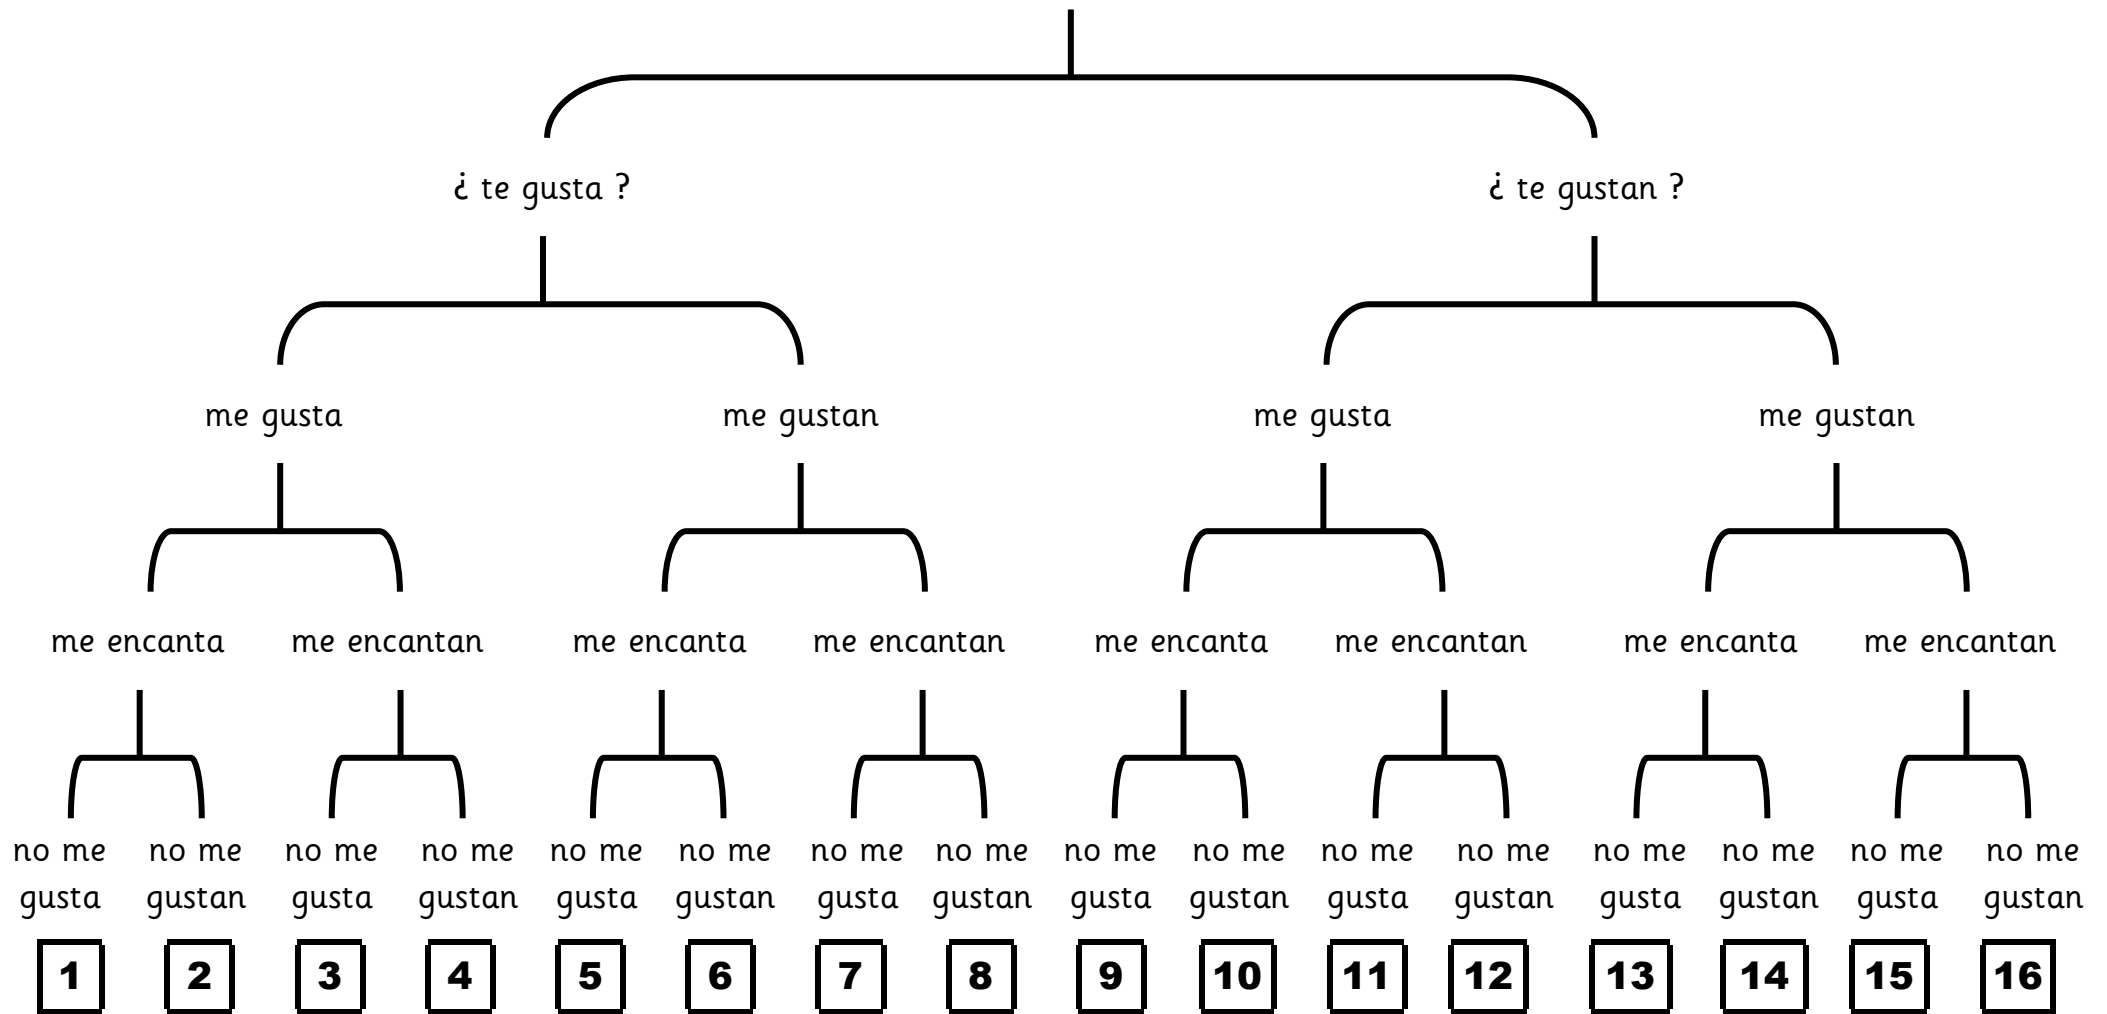 ¿ te gusta ? ¿ te gustan ?
me gusta me gustan me gusta me gustan
me encanta me encantan me encanta me encantan me encanta me encantan me encanta me encantan
no me no me no me no me no me no me no me no me no me no me no me no me no me no me no me no me
gusta gustan gusta gustan gusta gustan gusta gustan gusta gustan gusta gustan gusta gustan gusta gustan
1 2 3 4 5 6 7 8 9 10 11 12 13 14 15 16